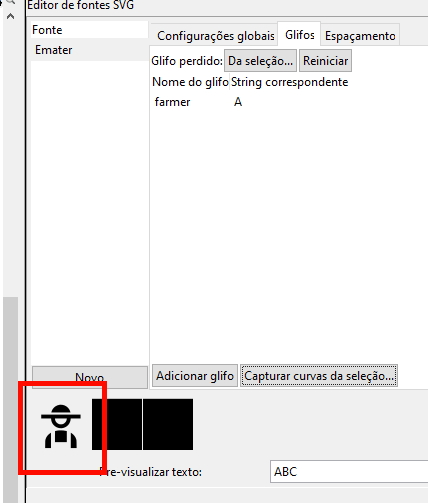 Editor de fontes SVG
Fonte
Emater
Configurações globais
Glifos
Espaçamento
Glifo perdido:
Da seleção...
Reiniciar
Nome do glifo
String correspondente
farmer
A
Novo
Adicionar glifo
Capturar curvas da seleção...
Pre-visualizar texto:
ABC